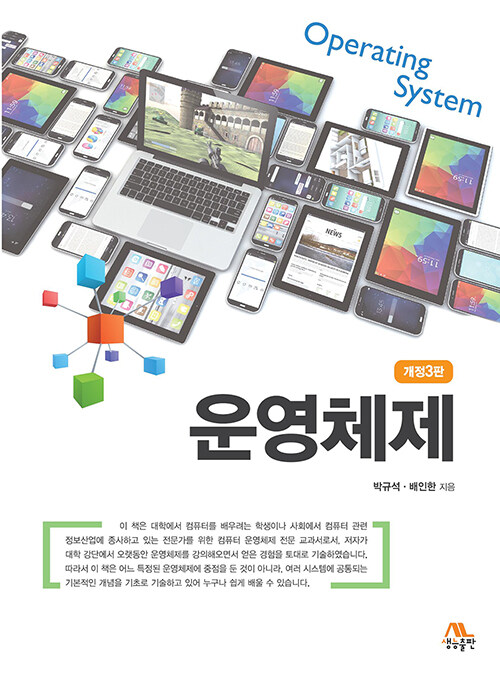 Operating
System
NEWS
11:59
11:59
개정3판
운영체제
박규석 · 배인한 지음
이 책은 대학에서 컴퓨터를 배우려는 학생이나 사회에서 컴퓨터 관련
정보산업에 종사하고 있는 전문가를 위한 컴퓨터 운영체제 전문 교과서로서, 저자가
대학 강단에서 오랫동안 운영체제를 강의해오면서 얻은 경험을 토대로 기술하였습니다.
따라서 이 책은 어느 특정된 운영체제에 중점을 둔 것이 아니라, 여러 시스템에 공통되는
기본적인 개념을 기초로 기술하고 있어 누구나 쉽게 배울 수 있습니다.
생능출판